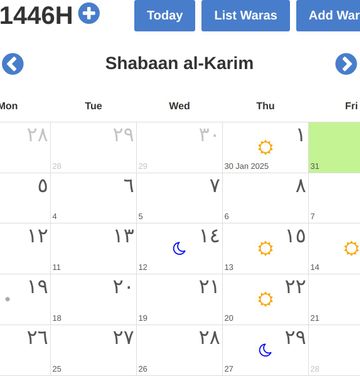 1446H
Today
List Waras
Add War
Shabaan al-Karim
Mon Tue Wed Thu Fri
٢٨ ٢٩ ٣٠ ١
28 29 30 Jan 2025 31
٥ ٦ ٧ ٨
4 5 6 7
١٢ ١٣ ١٤ ١٥
11 12 13 14
١٩ ٢٠ ٢١ ٢٢
18 19 20 21
٢٦ ٢٧ ٢٨ ٢٩
25 26 27 28